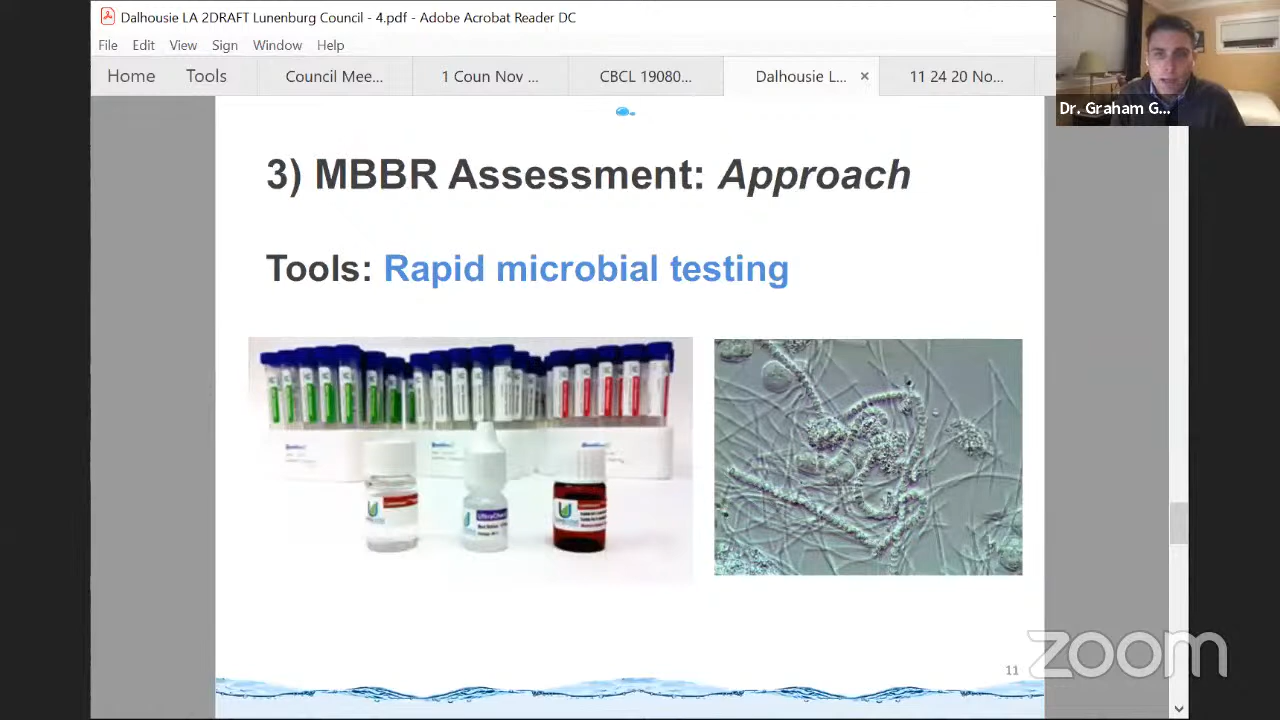 Dalhousie LA 2DRAFT Lunenburg Council - 4.pdf - Adobe Acrobat Reader DC
File Edit View Sign Window Help
Home Tools Council Mee... 1 Coun Nov ... CBCL 19080... Dalhousie L... × 11 24 20 No...
Dr. Graham G...
3) MBBR Assessment: Approach
Tools: Rapid microbial testing
11
zoom